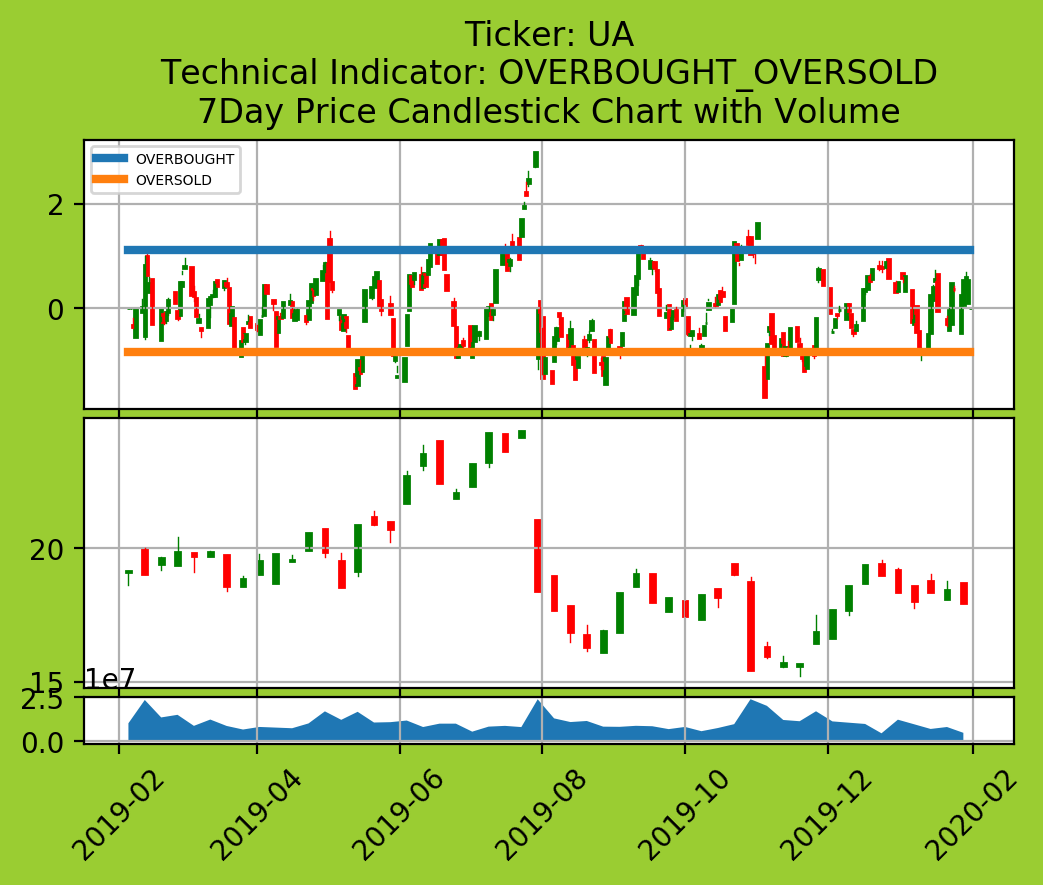 Ticker: UA
Technical Indicator: OVERBOUGHT_OVERSOLD
7Day Price Candlestick Chart with Volume
OVERBOUGHT
OVERSOLD
2
0
20
15
1e7
2.5
0.0
2019-02
2019-04
2019-06
2019-08
2019-10
2019-12
2020-02